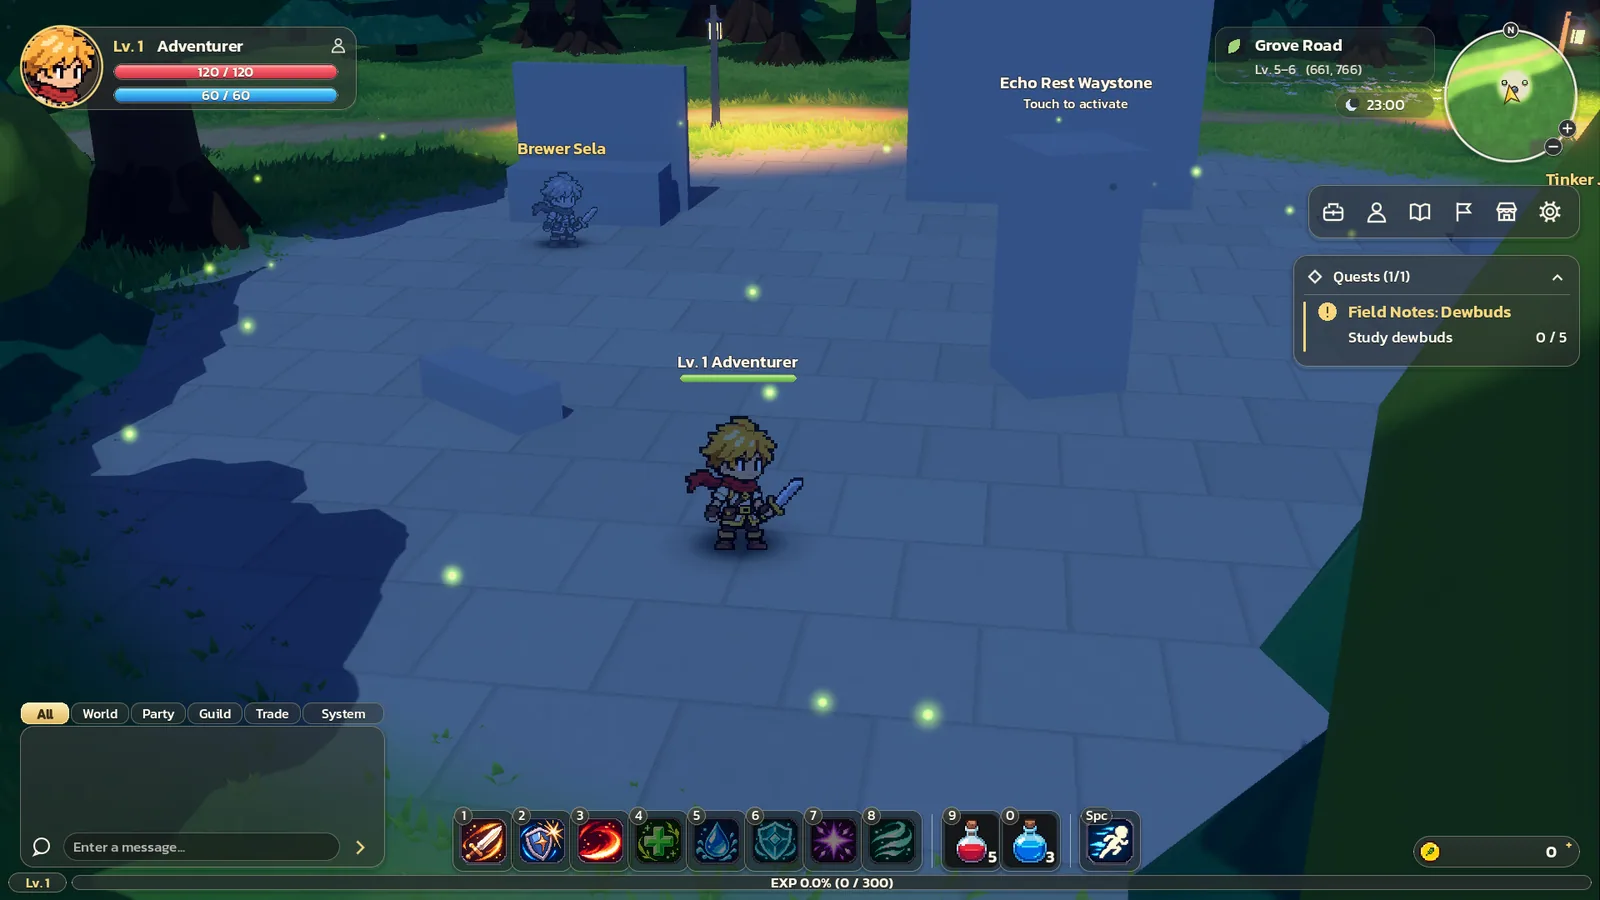 Lv. 1 Adventurer
120 / 120
60 / 60
Grove Road
Lv. 5-6 (661, 766)
23:00
N
Echo Rest Waystone
Touch to activate
Brewer Sela
Tinker
Quests (1/1)
Field Notes: Dewbuds
Study dewbuds 0 / 5
Lv. 1 Adventurer
All World Party Guild Trade System
Enter a message...
1 2 3 4 5 6 7 8 9 0 Spc
5 3
0
Lv. 1
EXP 0.0% (0 / 300)